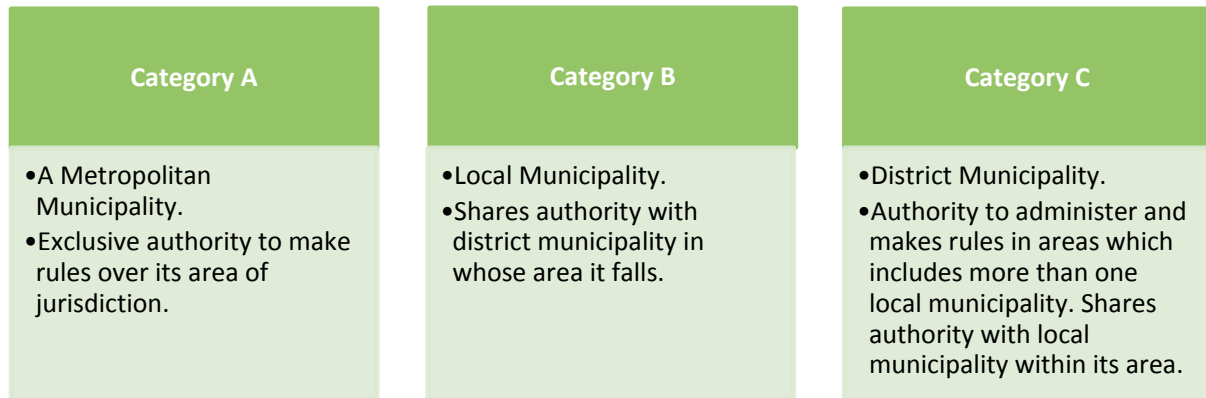 Category A
•A Metropolitan
Municipality.
•Exclusive authority to make
rules over its area of
jurisdiction.
Category B
•Local Municipality.
•Shares authority with
district municipality in
whose area it falls.
Category C
•District Municipality.
•Authority to administer and
makes rules in areas which
includes more than one
local municipality. Shares
authority with local
municipality within its area.